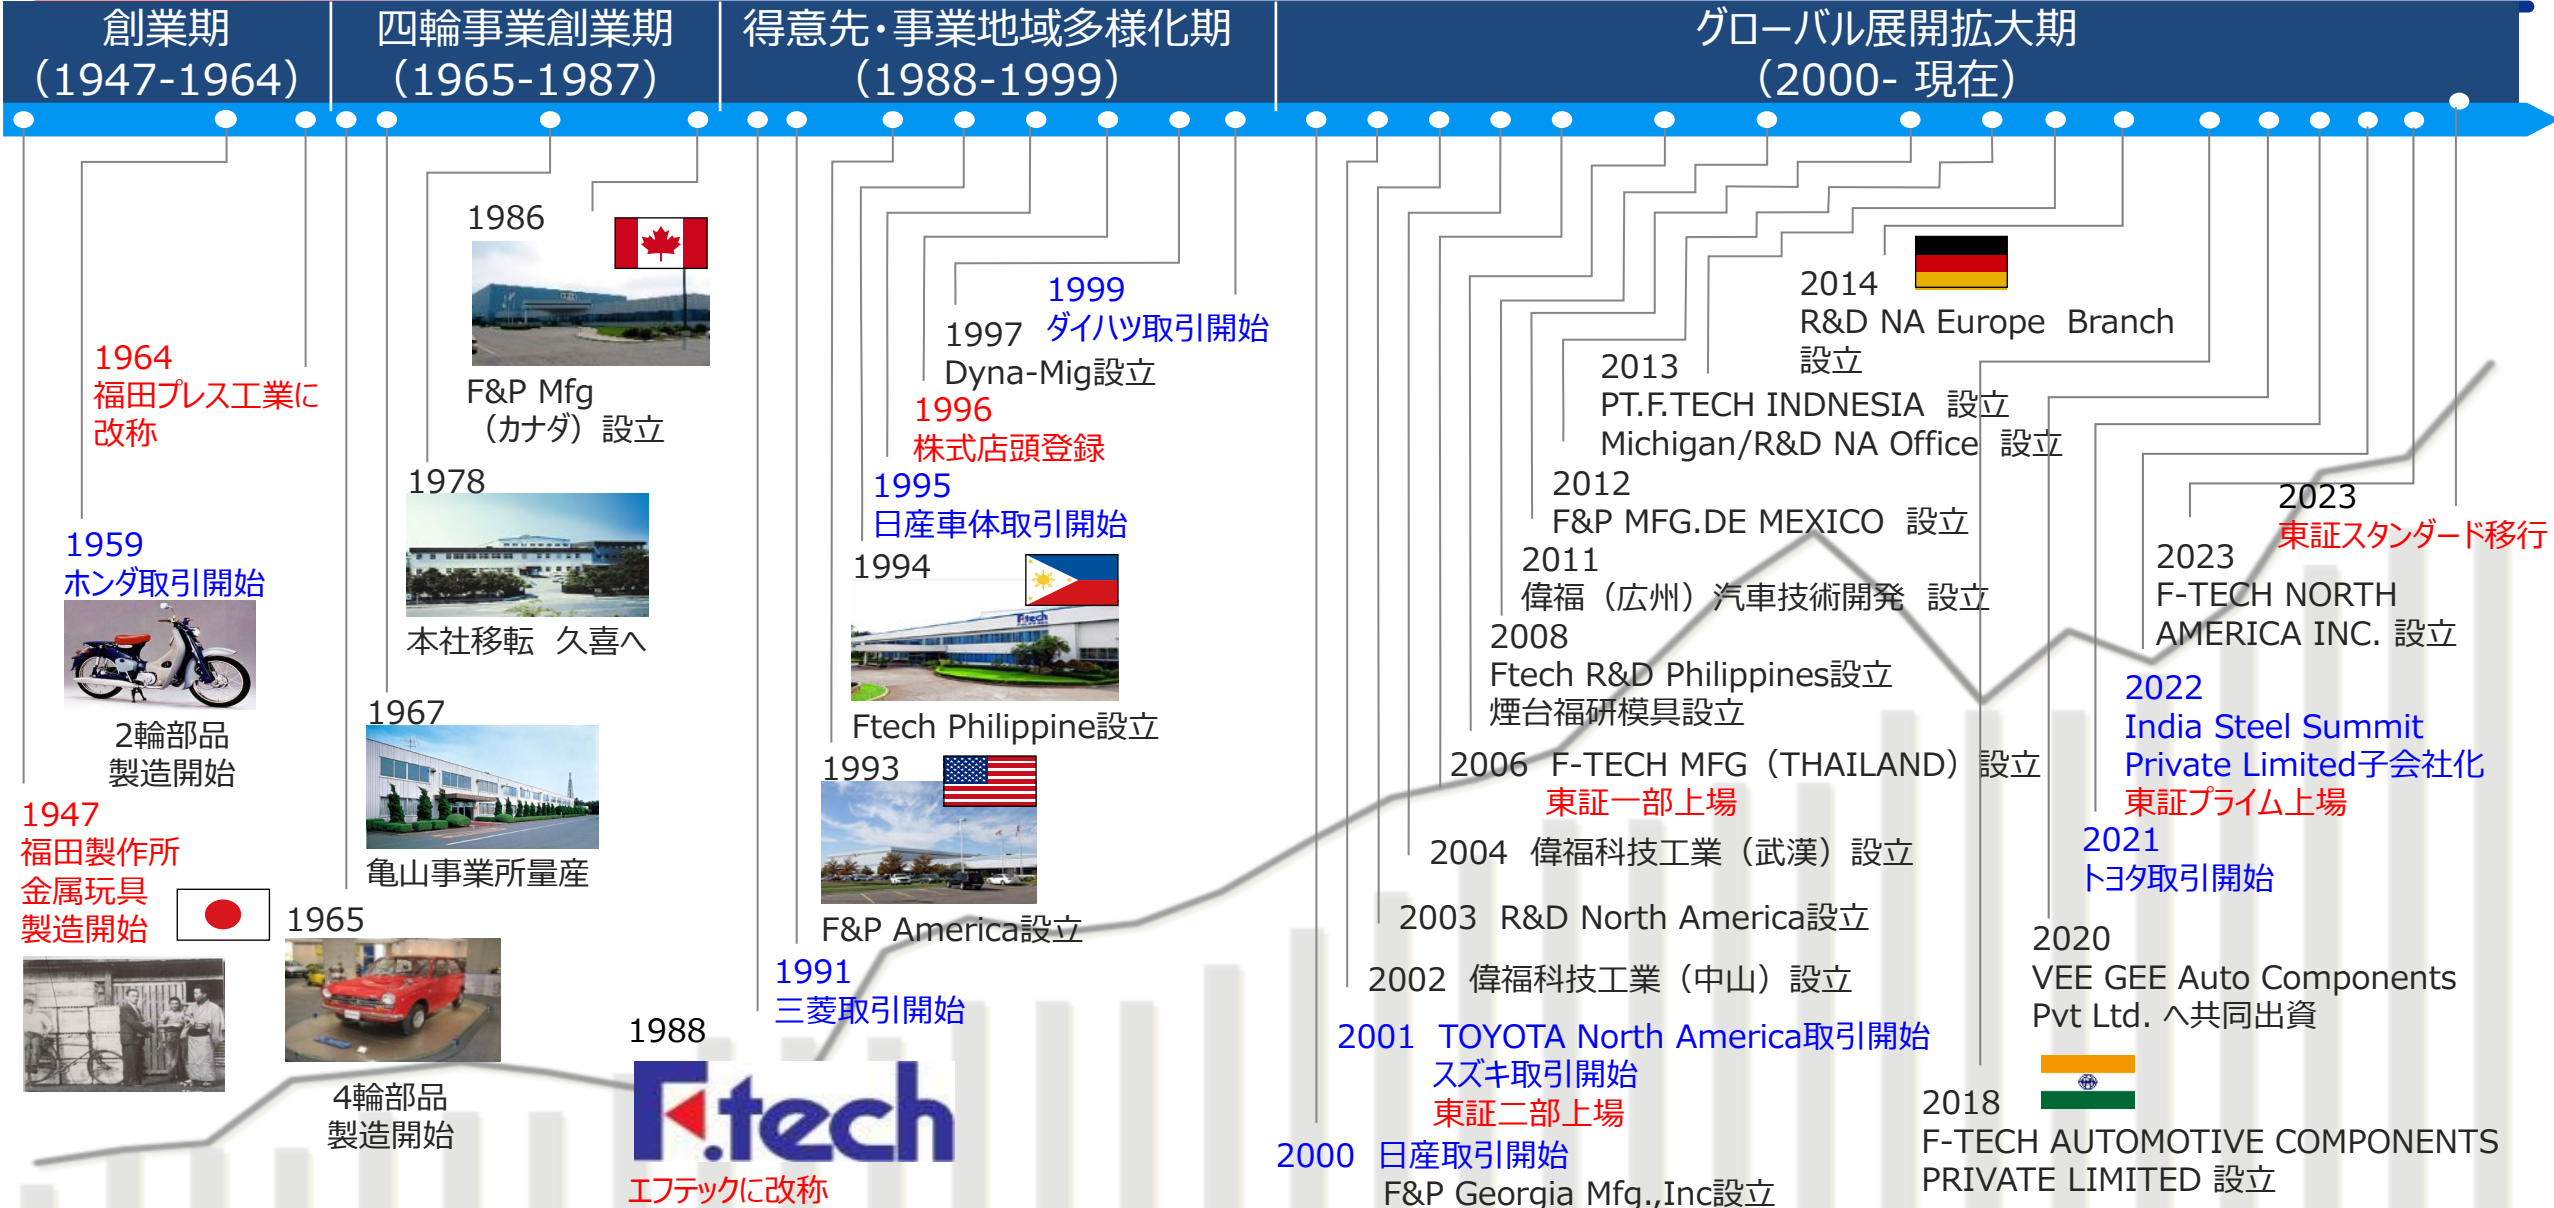 創業期
（1947-1964）
四輪事業創業期
（1965-1987）
得意先・事業地域多様化期
（1988-1999）
グローバル展開拡大期
（2000- 現在）
1947
福田製作所
金属玩具
製造開始
1959
ホンダ取引開始
2輪部品
製造開始
1964
福田プレス工業に
改称
1965
4輪部品
製造開始
1967
亀山事業所量産
1978
本社移転　久喜へ
1986
F&P Mfg
（カナダ）設立
1988
F.tech
エフテックに改称
1991
三菱取引開始
1993
F&P America設立
1994
Ftech
Ftech Philippine設立
1995
日産車体取引開始
1996
株式店頭登録
1997
Dyna-Mig設立
1999
ダイハツ取引開始
2000 日産取引開始
F&P Georgia Mfg.,Inc設立
2001 TOYOTA North America取引開始
スズキ取引開始
東証二部上場
2002 偉福科技工業（中山）設立
2003 R&D North America設立
2004 偉福科技工業（武漢）設立
2006 F-TECH MFG（THAILAND）設立
東証一部上場
2008
Ftech R&D Philippines設立
煙台福研模具設立
2011
偉福（広州）汽車技術開発 設立
2012
F&P MFG.DE MEXICO 設立
2013
PT.F.TECH INDNESIA 設立
Michigan/R&D NA Office 設立
2014
R&D NA Europe Branch
設立
2018
F-TECH AUTOMOTIVE COMPONENTS
PRIVATE LIMITED 設立
2020
VEE GEE Auto Components
Pvt Ltd. へ共同出資
2021
トヨタ取引開始
2022
India Steel Summit
Private Limited子会社化
東証プライム上場
2023
F-TECH NORTH
AMERICA INC. 設立
2023
東証スタンダード移行